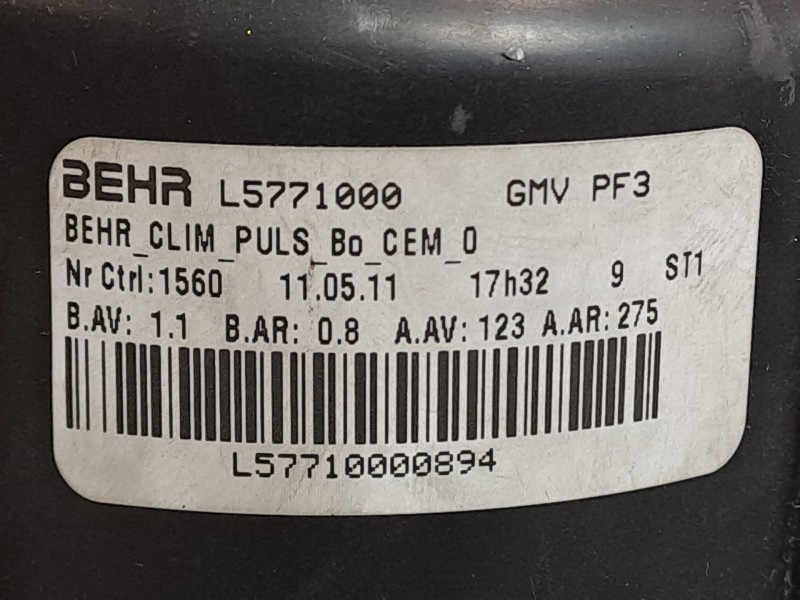 BEHR L5771000 GMV PF3
BEHR_CLIM_PULS_Bo_CEM_0
Nr Ctrl:1560 11.05.11 17h32 9 ST1
B.AV: 1.1 B.AR: 0.8 A.AV: 123 A.AR: 275
L57710000894